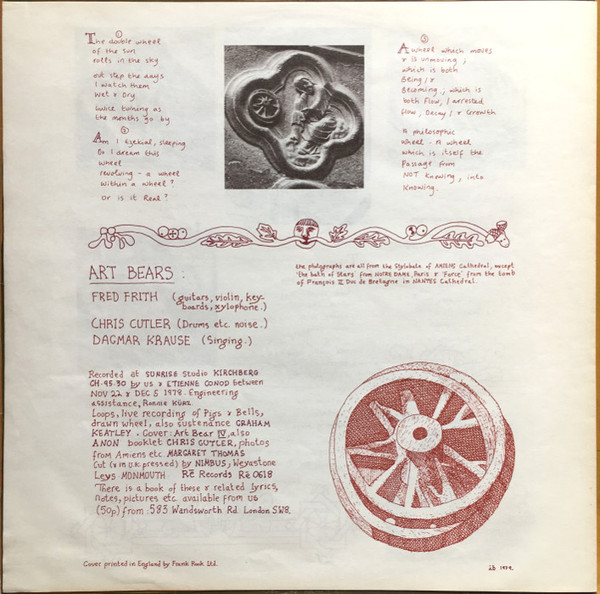 ①
The double wheel
of the sun
rolls in the sky
out step the days
I watch them
Wet & Dry
While turning as
the months go by
②
Am I Ezekial, sleeping
Do I dream this
wheel
revolving - a wheel
within a wheel?
Or is it Real?
③
A wheel which moves
& is unmoving;
which is both
Being/&
Becoming; which is
both flow, / arrested
flow, Decay/ & Growth
A philosophic
wheel. A wheel
which is itself the
Passage from
NOT Knowing, into
Knowing.
the photographs are all from the Stylobate of AMIENS Cathedral, except
'the bath of Stars' from NOTRE DAME, Paris & 'Force' from the tomb
of François II Duc de Bretagne in NANTES Cathedral.
ART BEARS:
FRED FRITH (guitars, violin, key-
boards, xylophone.)
CHRIS CUTLER (Drums etc. noise.)
DAGMAR KRAUSE (Singing.)
Recorded at SUNRISE Studio KIRCHBERG
CH-95-30 by us & ETIENNE CONOD between
NOV 22 & DEC 5 1978. Engineering
assistance, Ronnie KÜRZ
Loops, live recording of Pigs & Bells,
drawn wheel, also sustenance GRAHAM
KEATLEY. Cover: Art Bear IV, also
ANON booklet CHRIS CUTLER, photos
from Amiens etc. MARGARET THOMAS
Cut (& in U.K. pressed) by NIMBUS, Weyastone
Leys MONMOUTH. Rē Records Rē 0618
There is a book of these & related lyrics,
notes, pictures etc. available from us
(50p) from: 583 Wandsworth Rd. London SW8.
Cover printed in England by Frank Rook Ltd.
1979.